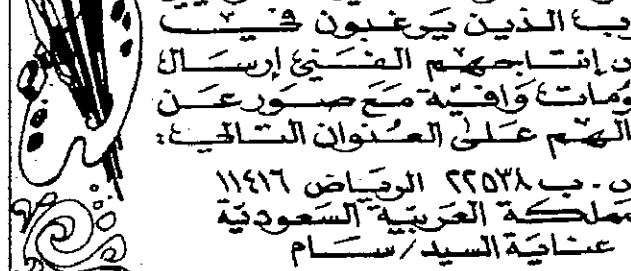 الذين يرغبون في
إنتاجهم الفني إرسال
وافية مع صور عن
على العنوان التالي:
ب ٢٢٥٣٨ الرياض ١١٤١٦
العربية السعودية
عناية السيد / سام